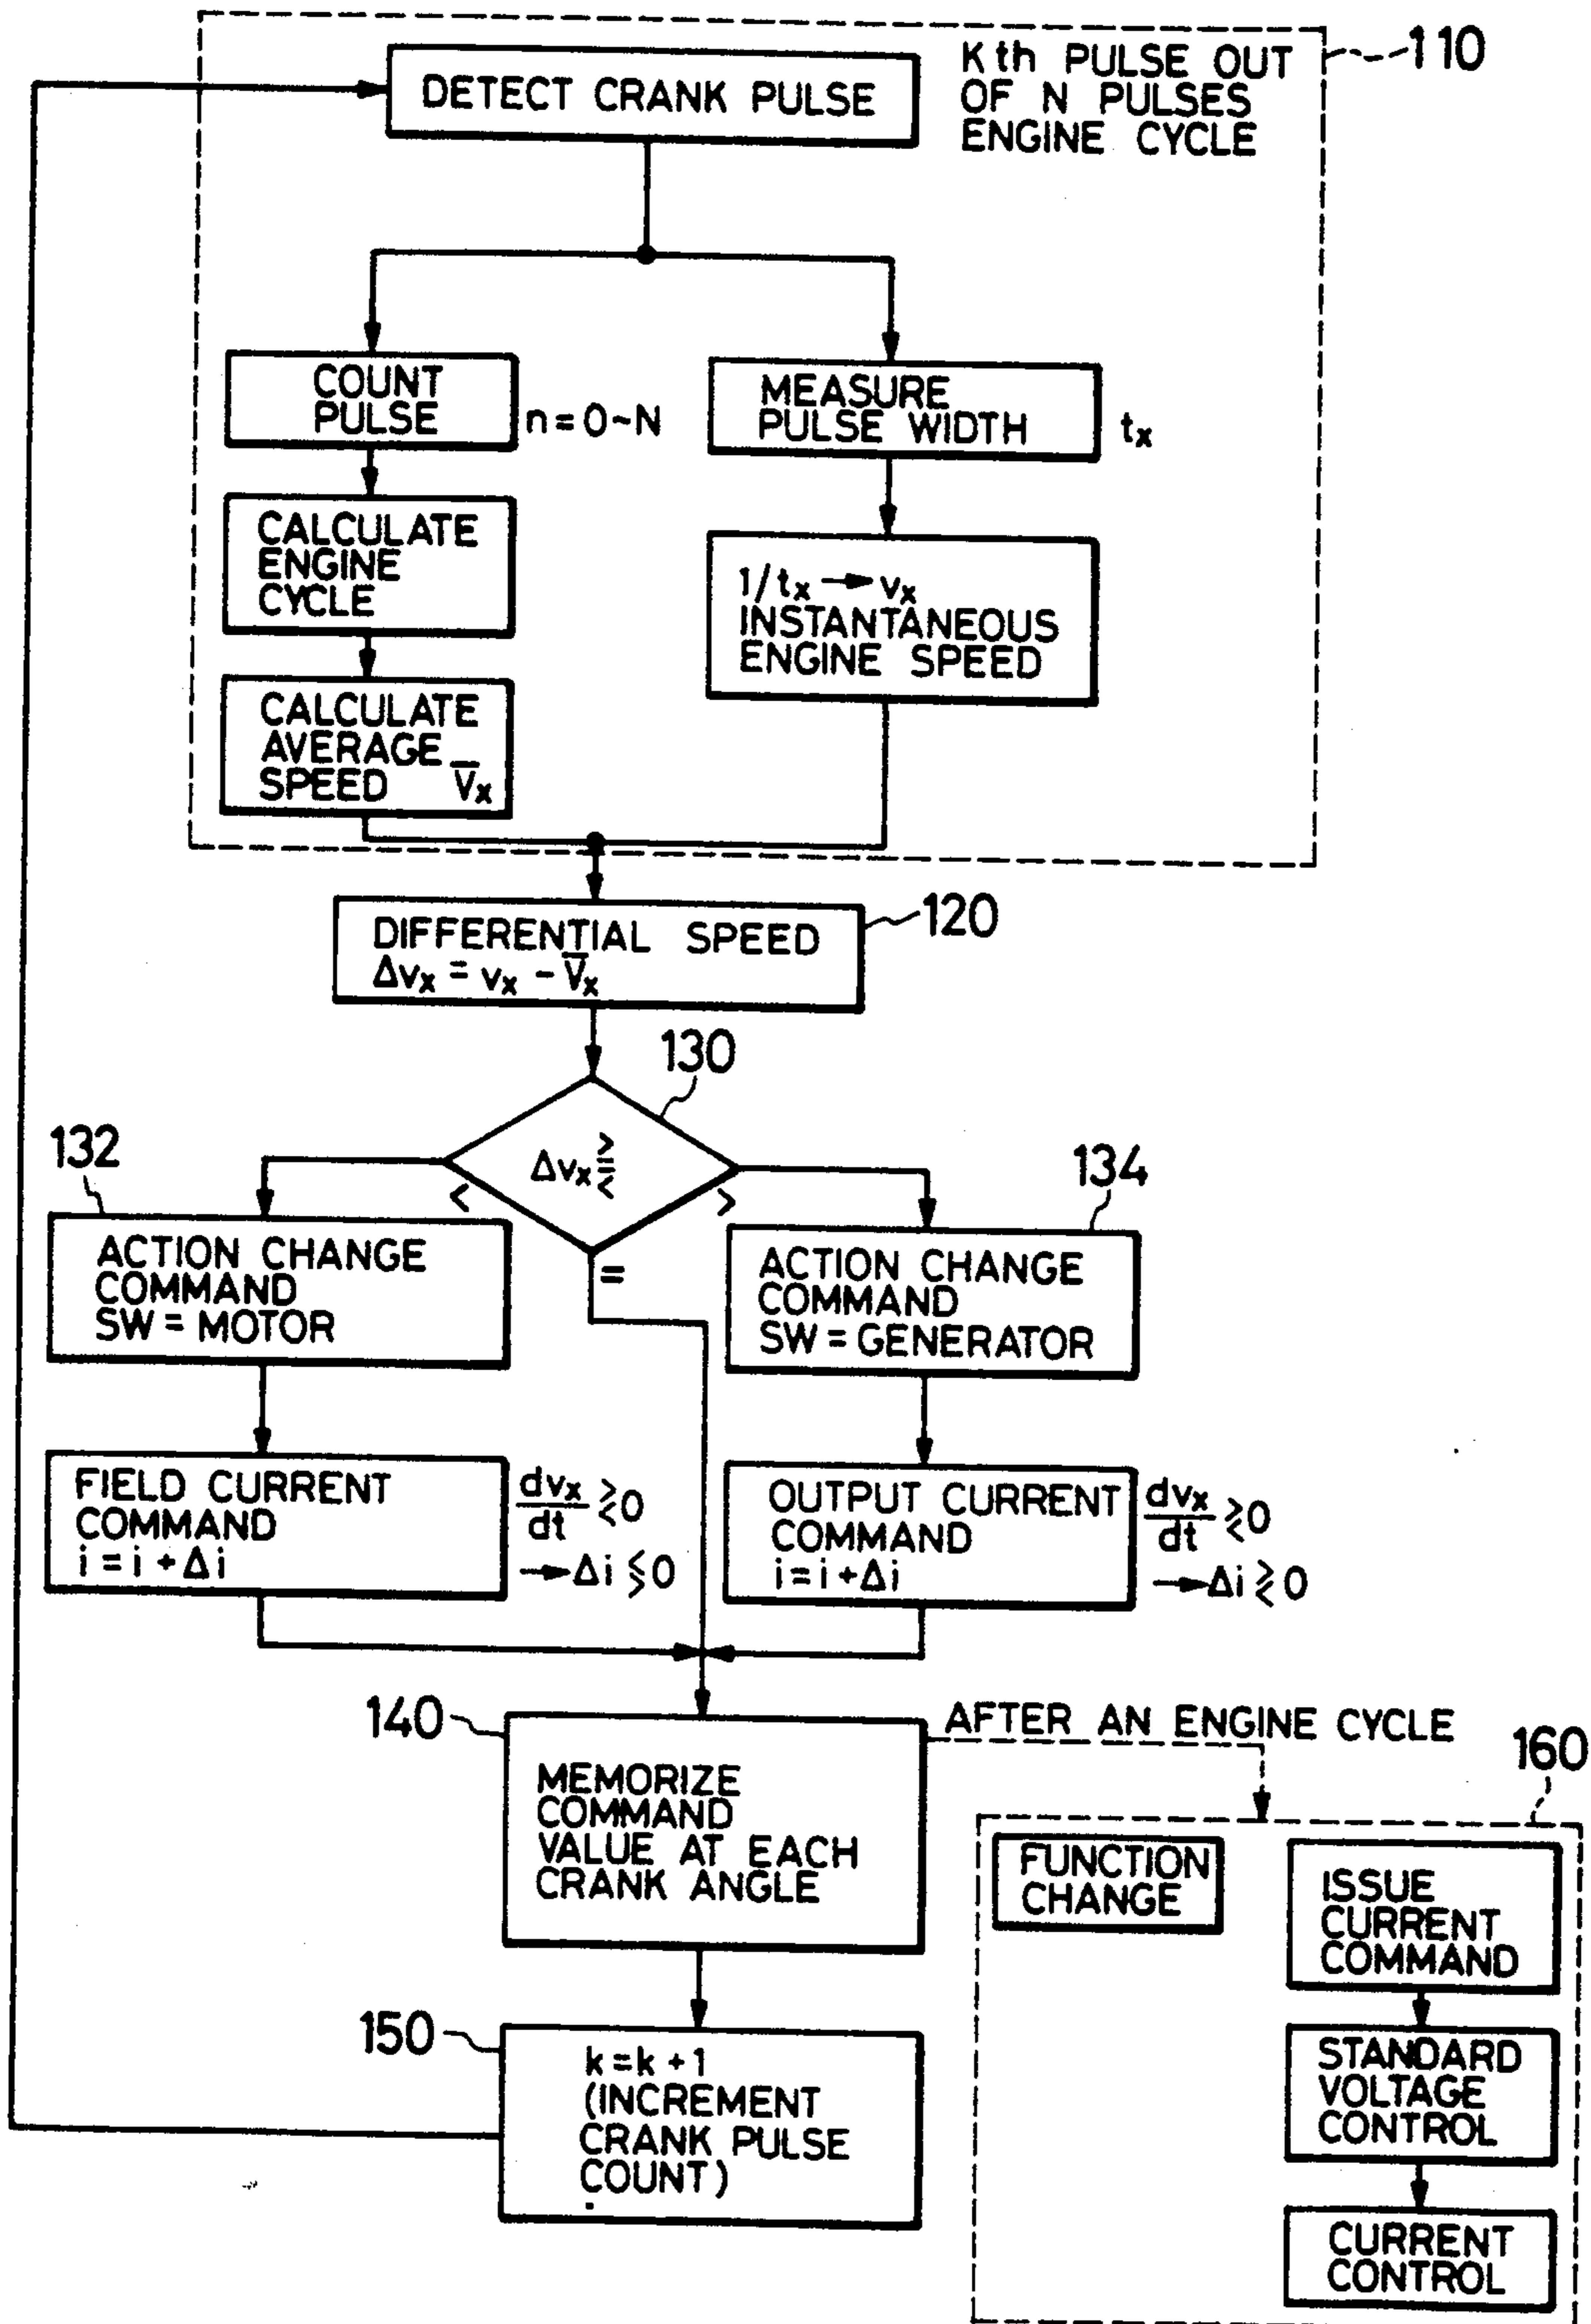 110
Kth PULSE OUT
OF N PULSES
ENGINE CYCLE
DETECT CRANK PULSE
COUNT
PULSE
n = 0 ~ N
MEASURE
PULSE WIDTH
tx
CALCULATE
ENGINE
CYCLE
1/tx → vx
INSTANTANEOUS
ENGINE SPEED
CALCULATE
AVERAGE
SPEED V̅x
120
DIFFERENTIAL SPEED
Δvx = vx - V̅x
130
Δvx >=<
<
=
>
132
ACTION CHANGE
COMMAND
SW = MOTOR
134
ACTION CHANGE
COMMAND
SW = GENERATOR
FIELD CURRENT
COMMAND
i = i + Δi
dvx/dt ≷ 0
→ Δi ≶ 0
OUTPUT CURRENT
COMMAND
i = i + Δi
dvx/dt ≷ 0
→ Δi ≷ 0
140
MEMORIZE
COMMAND
VALUE AT EACH
CRANK ANGLE
AFTER AN ENGINE CYCLE
160
FUNCTION
CHANGE
ISSUE
CURRENT
COMMAND
STANDARD
VOLTAGE
CONTROL
CURRENT
CONTROL
150
k = k + 1
(INCREMENT
CRANK PULSE
COUNT)